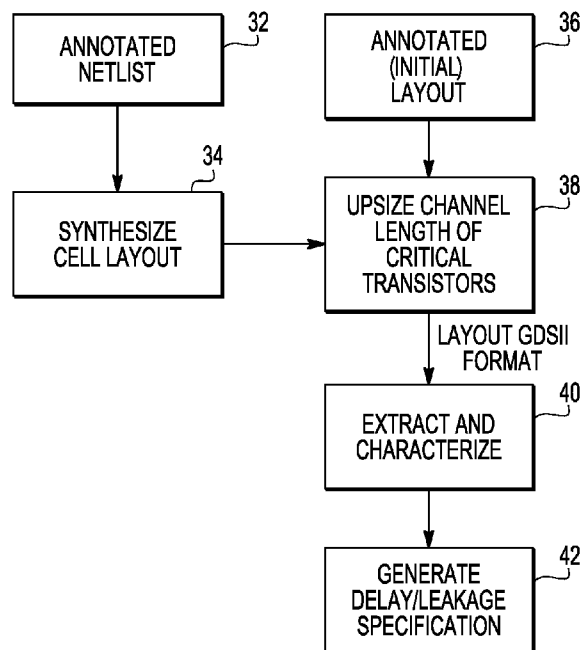 32
ANNOTATED
NETLIST
36
ANNOTATED
(INITIAL)
LAYOUT
34
SYNTHESIZE
CELL LAYOUT
38
UPSIZE CHANNEL
LENGTH OF
CRITICAL
TRANSISTORS
LAYOUT GDSII
FORMAT
40
EXTRACT AND
CHARACTERIZE
42
GENERATE
DELAY/LEAKAGE
SPECIFICATION